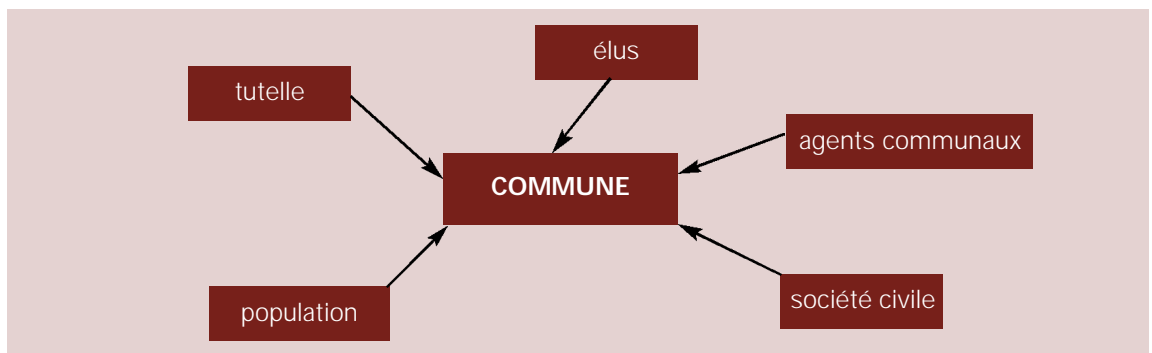 élus
tutelle
agents communaux
COMMUNE
société civile
population